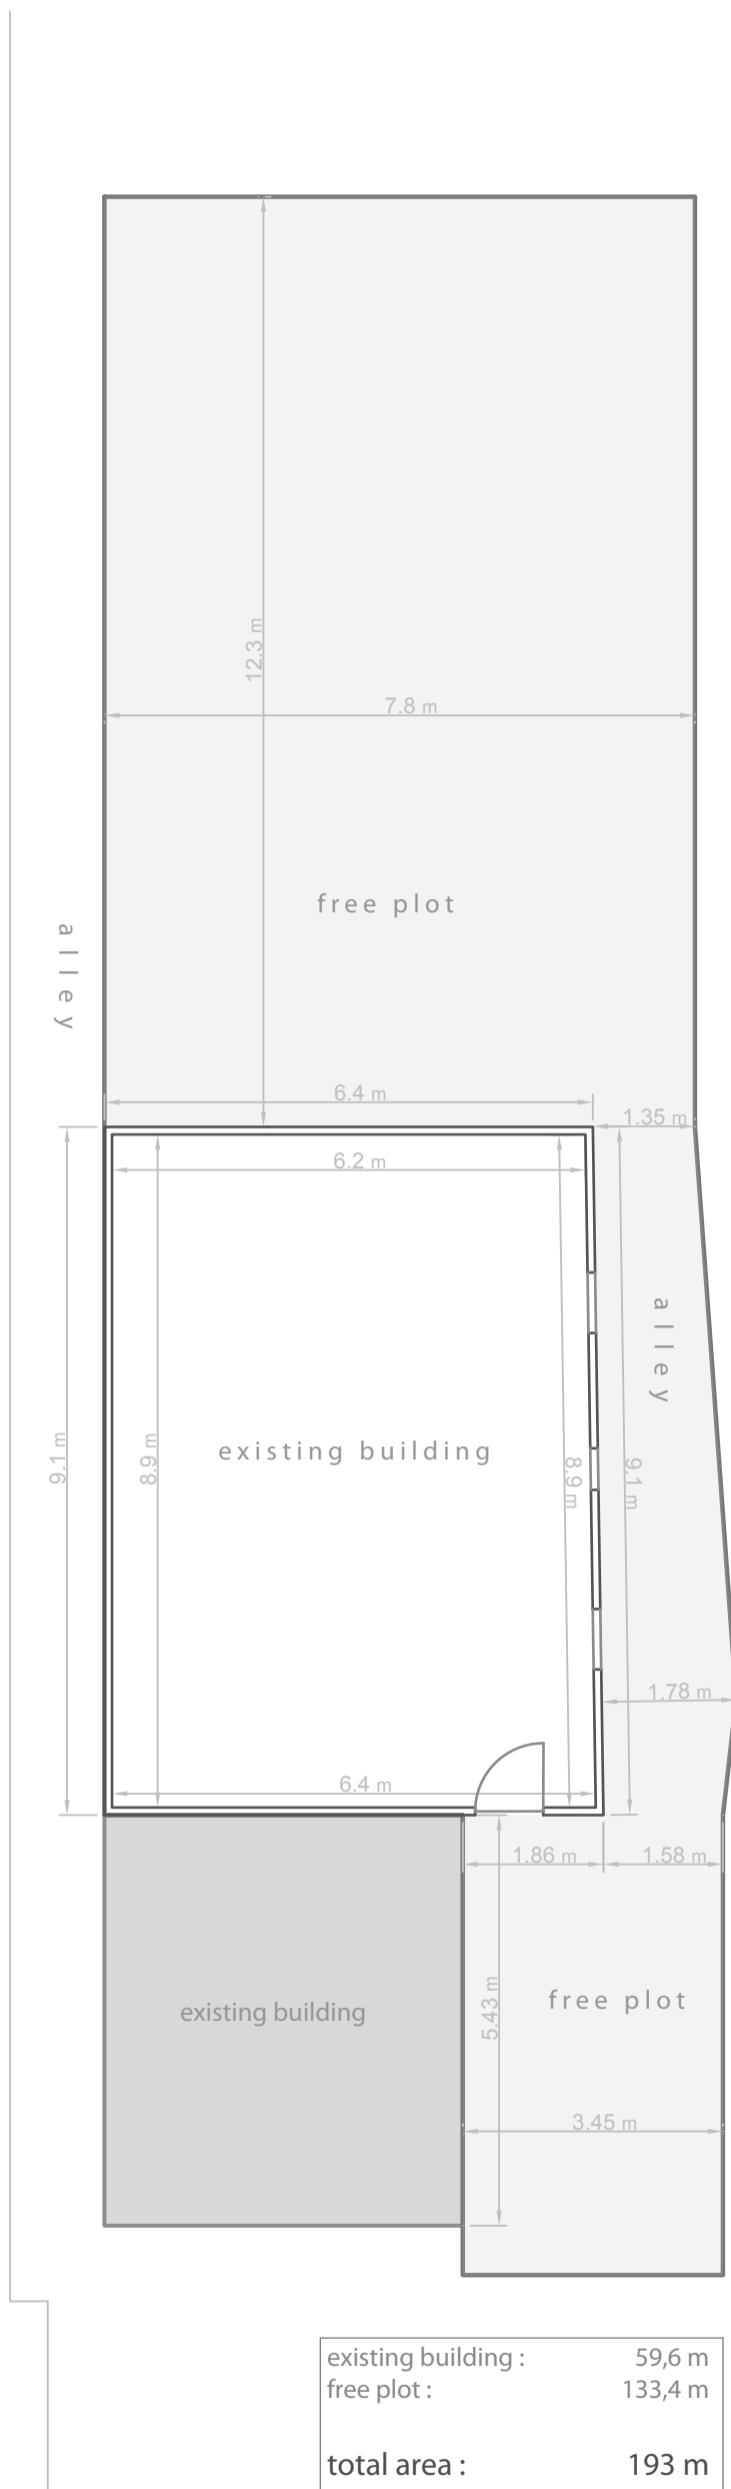 12.3 m
7.8 m
free plot
alley
6.4 m
1.35 m
6.2 m
alley
9.1 m
8.9 m
existing building
8.9 m
9.1 m
1.78 m
6.4 m
1.86 m
1.58 m
5.43 m
free plot
existing building
3.45 m
existing building : 59,6 m
free plot : 133,4 m
total area : 193 m